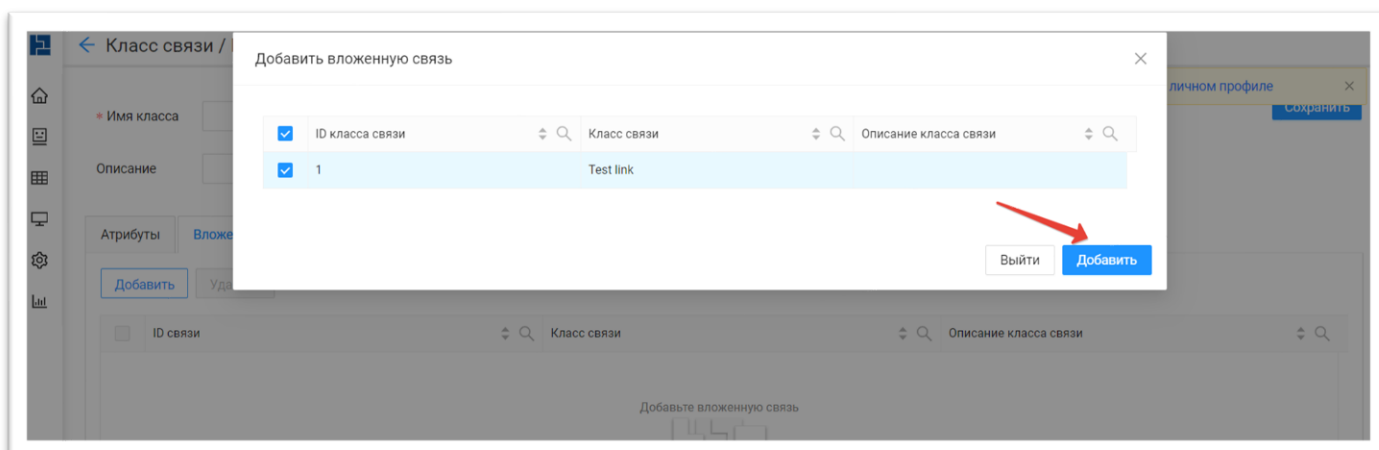 Класс связи /
Добавить вложенную связь
личном профиле
Имя класса
Сохранить
ID класса связи
Класс связи
Описание класса связи
1
Test link
Описание
Атрибуты
Вложе
Выйти
Добавить
Добавить
Уда
ID связи
Класс связи
Описание класса связи
Добавьте вложенную связь